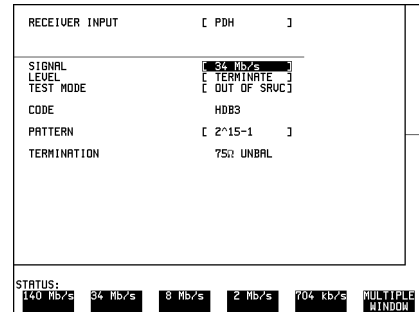 RECEIVER INPUT [ PDH ]
SIGNAL [ 34 Mb/s ]
LEVEL [ TERMINATE ]
TEST MODE [ OUT OF SRVC]
CODE HDB3
PATTERN [ 2^15-1 ]
TERMINATION 75Ω UNBAL
STATUS:
140 Mb/s 34 Mb/s 8 Mb/s 2 Mb/s 704 kb/s MULTIPLE
WINDOW